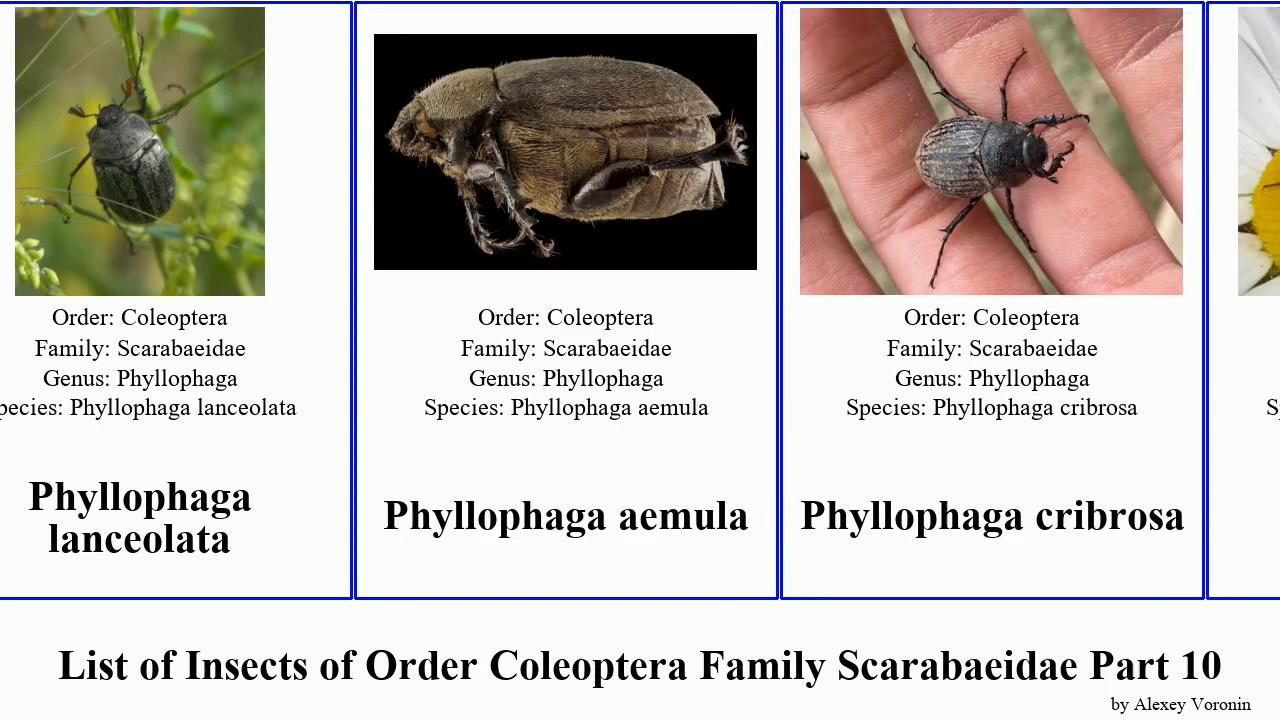 Order: Coleoptera
Family: Scarabaeidae
Genus: Phyllophaga
pecies: Phyllophaga lanceolata
Phyllophaga
lanceolata
Order: Coleoptera
Family: Scarabaeidae
Genus: Phyllophaga
Species: Phyllophaga aemula
Phyllophaga aemula
Order: Coleoptera
Family: Scarabaeidae
Genus: Phyllophaga
Species: Phyllophaga cribrosa
Phyllophaga cribrosa
List of Insects of Order Coleoptera Family Scarabaeidae Part 10
by Alexey Voronin